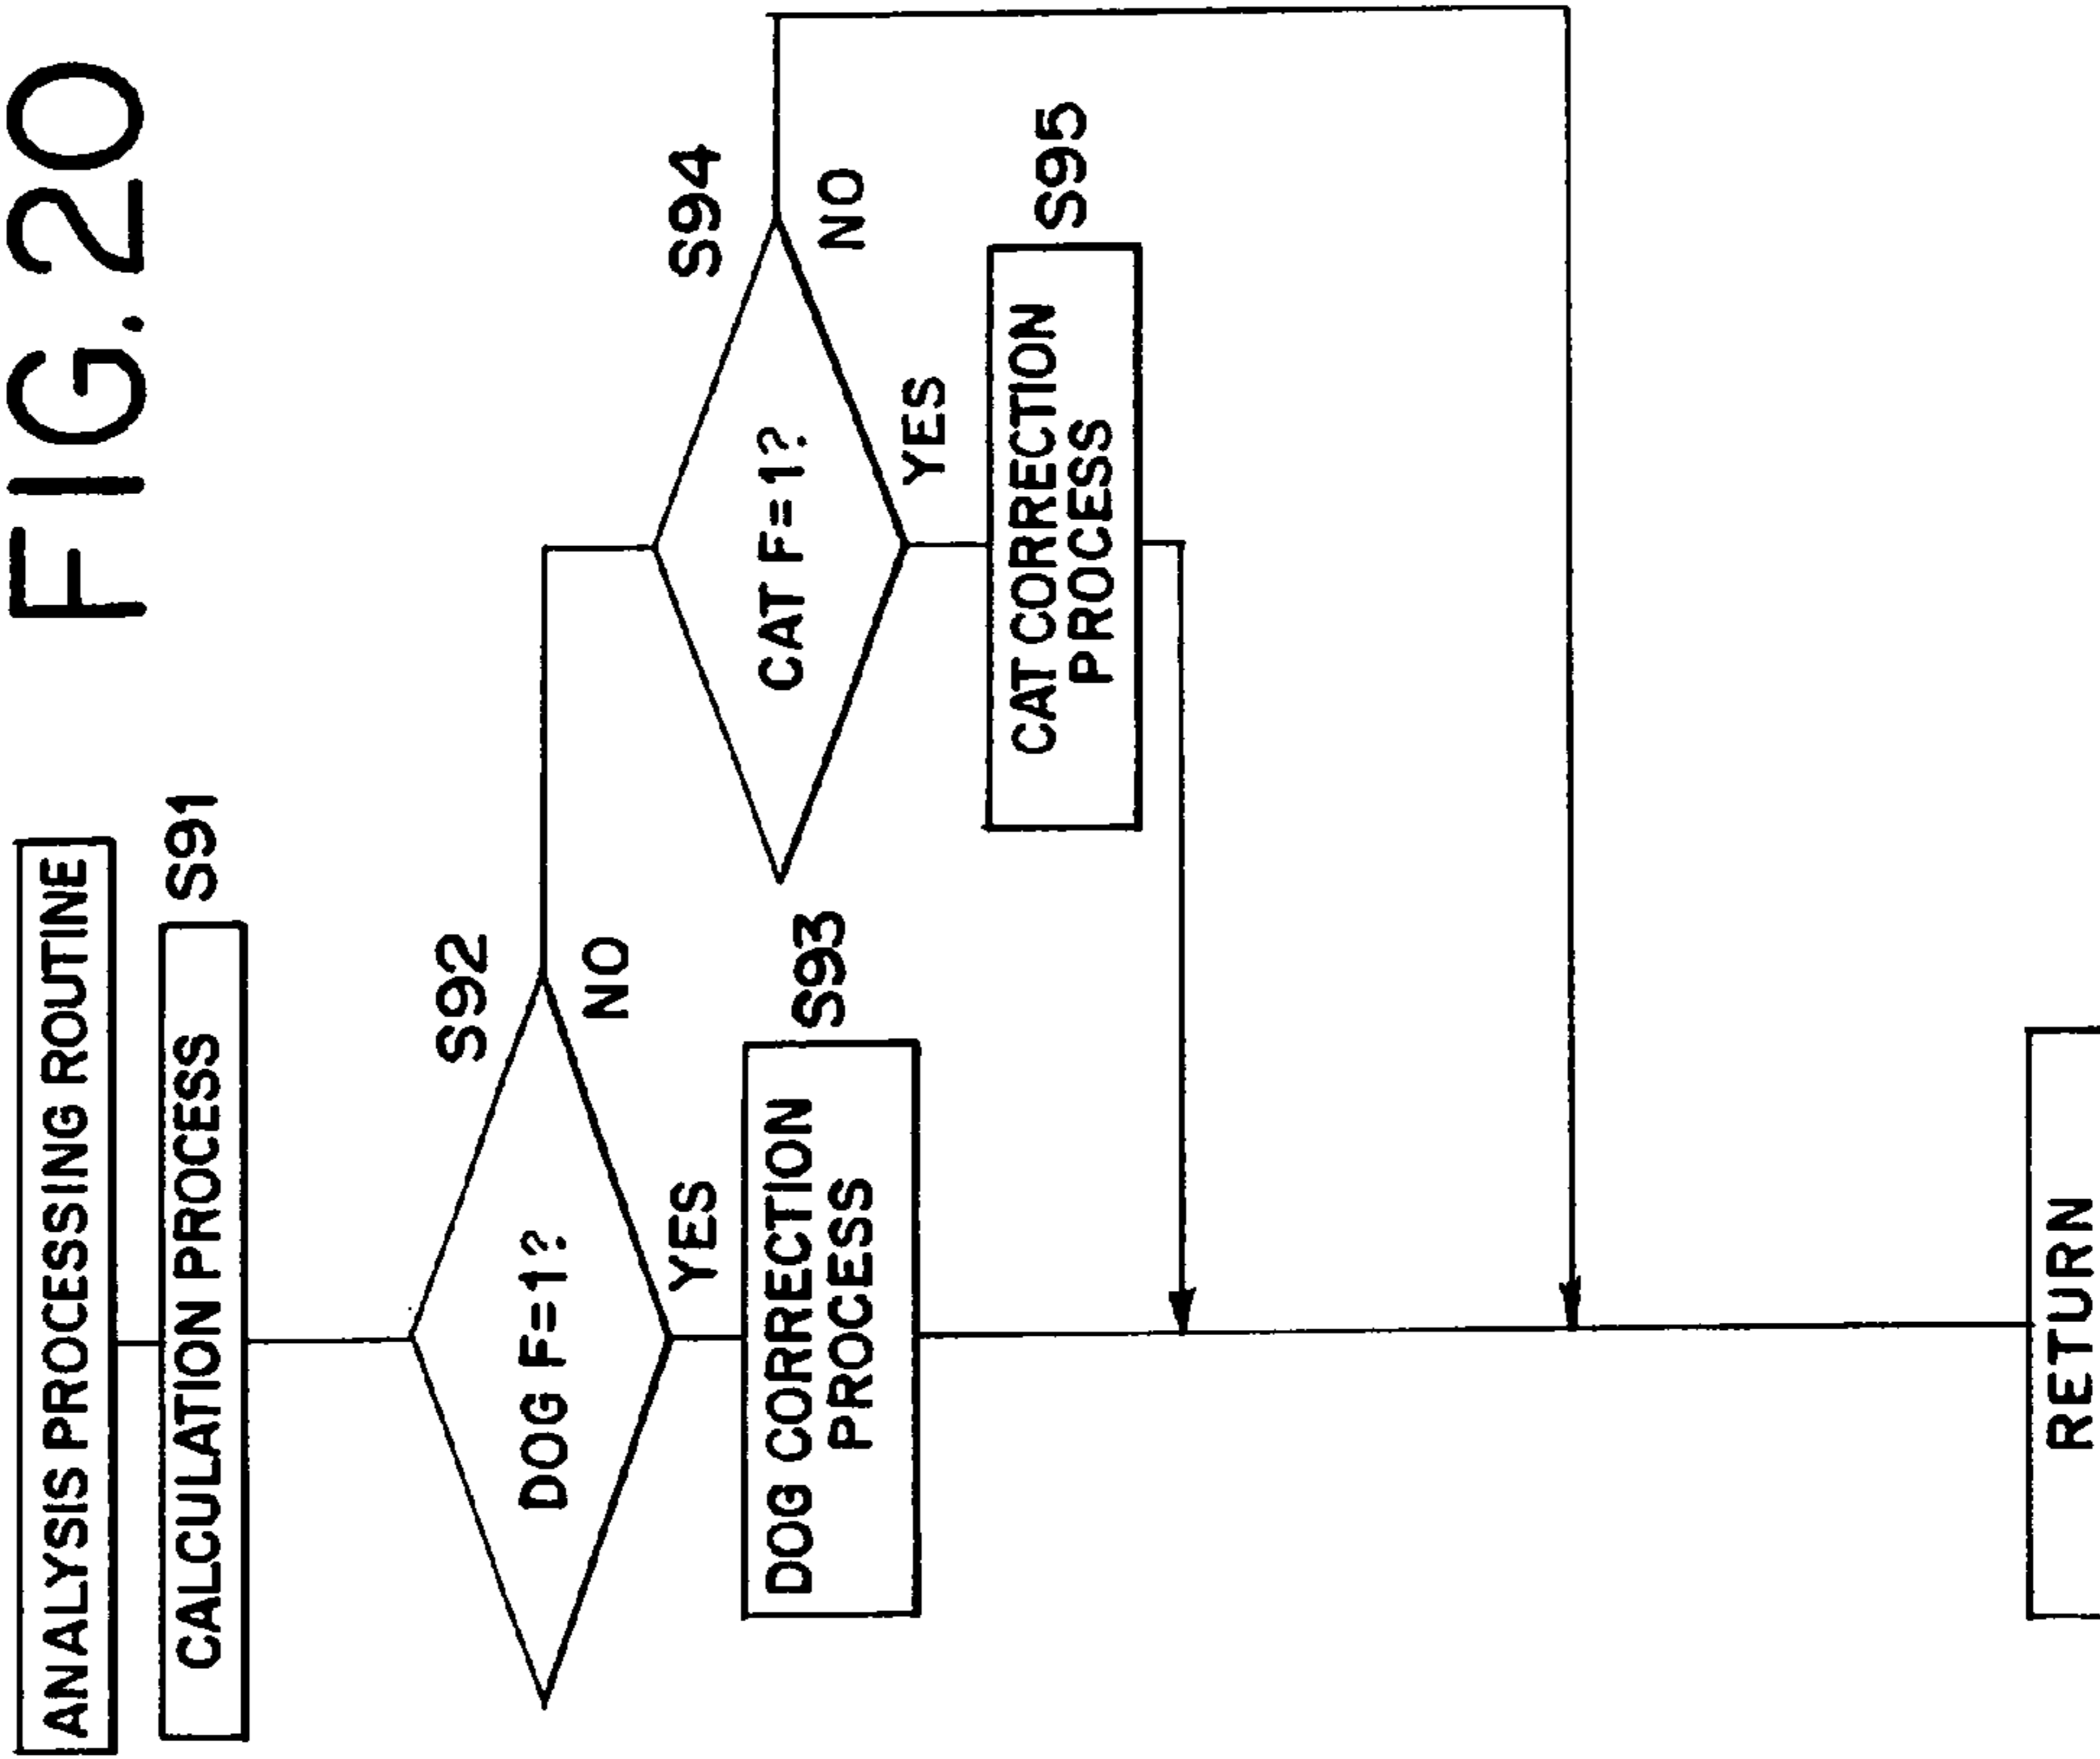 FIG. 20
ANALYSIS PROCESSING ROUTINE
CALCULATION PROCESS
S91
S92
DOG F=1?
NO
YES
S93
DOG CORRECTION
PROCESS
S94
CAT F=1?
NO
YES
S95
CAT CORRECTION
PROCESS
RETURN